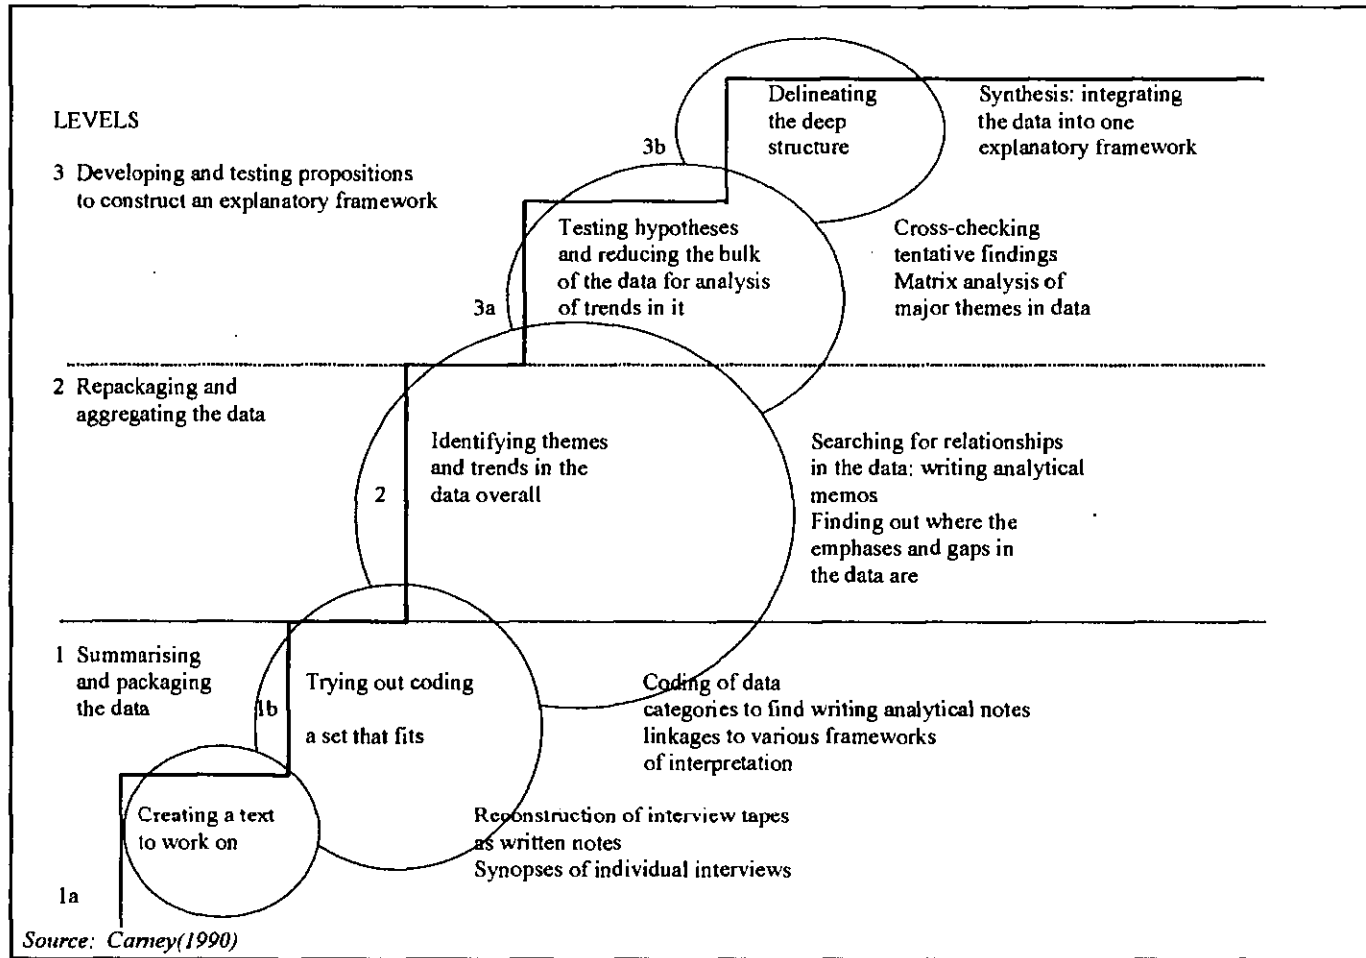 LEVELS
3 Developing and testing propositions
to construct an explanatory framework
3b
Delineating
the deep
structure
Synthesis: integrating
the data into one
explanatory framework
3a
Testing hypotheses
and reducing the bulk
of the data for analysis
of trends in it
Cross-checking
tentative findings
Matrix analysis of
major themes in data
2 Repackaging and
aggregating the data
2
Identifying themes
and trends in the
data overall
Searching for relationships
in the data: writing analytical
memos
Finding out where the
emphases and gaps in
the data are
1 Summarising
and packaging
the data
1b
Trying out coding
a set that fits
Coding of data
categories to find writing analytical notes
linkages to various frameworks
of interpretation
1a
Creating a text
to work on
Reconstruction of interview tapes
as written notes
Synopses of individual interviews
Source: Carney(1990)